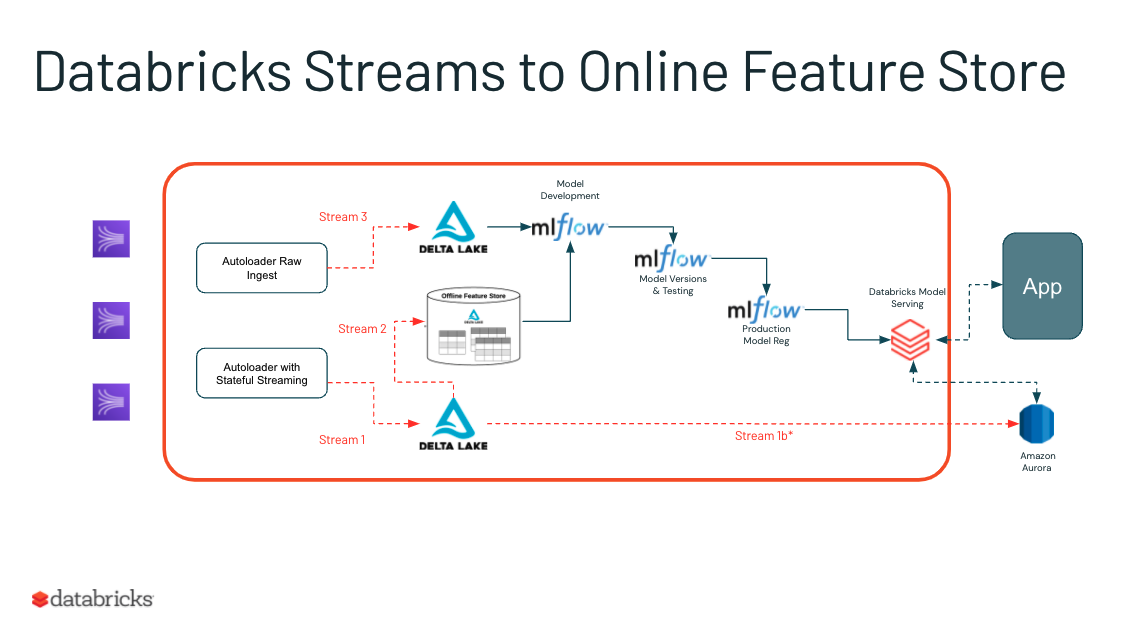 Databricks Streams to Online Feature Store
Model
Development
Stream 3
mlflow
DELTA LAKE
Autoloader Raw
Ingest
mlflow
Model Versions
& Testing
Offline Feature Store
DELTA LAKE
Databricks Model
Serving
App
mlflow
Production
Model Reg
Stream 2
Autoloader with
Stateful Streaming
Stream 1
DELTA LAKE
Stream 1b*
Amazon
Aurora
databricks